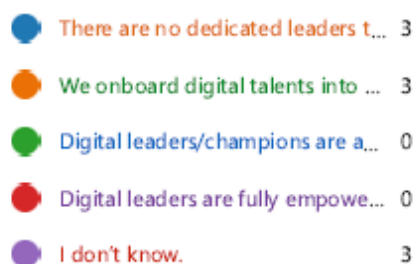 There are no dedicated leaders t... 3
We onboard digital talents into ... 3
Digital leaders/champions are a... 0
Digital leaders are fully empowe... 0
I don't know. 3